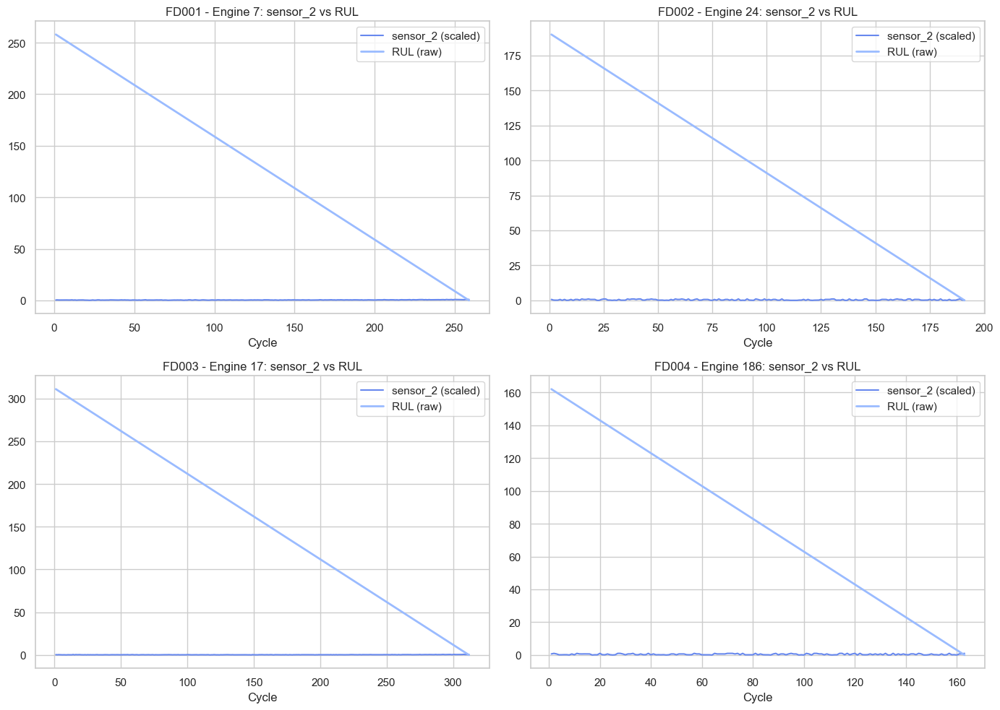 FD001 - Engine 7: sensor_2 vs RUL
sensor_2 (scaled)
RUL (raw)
250
200
150
100
50
0
0 50 100 150 200 250
Cycle
FD002 - Engine 24: sensor_2 vs RUL
sensor_2 (scaled)
RUL (raw)
175
150
125
100
75
50
25
0
0 25 50 75 100 125 150 175 200
Cycle
FD003 - Engine 17: sensor_2 vs RUL
sensor_2 (scaled)
RUL (raw)
300
250
200
150
100
50
0
0 50 100 150 200 250 300
Cycle
FD004 - Engine 186: sensor_2 vs RUL
sensor_2 (scaled)
RUL (raw)
160
140
120
100
80
60
40
20
0
0 20 40 60 80 100 120 140 160
Cycle